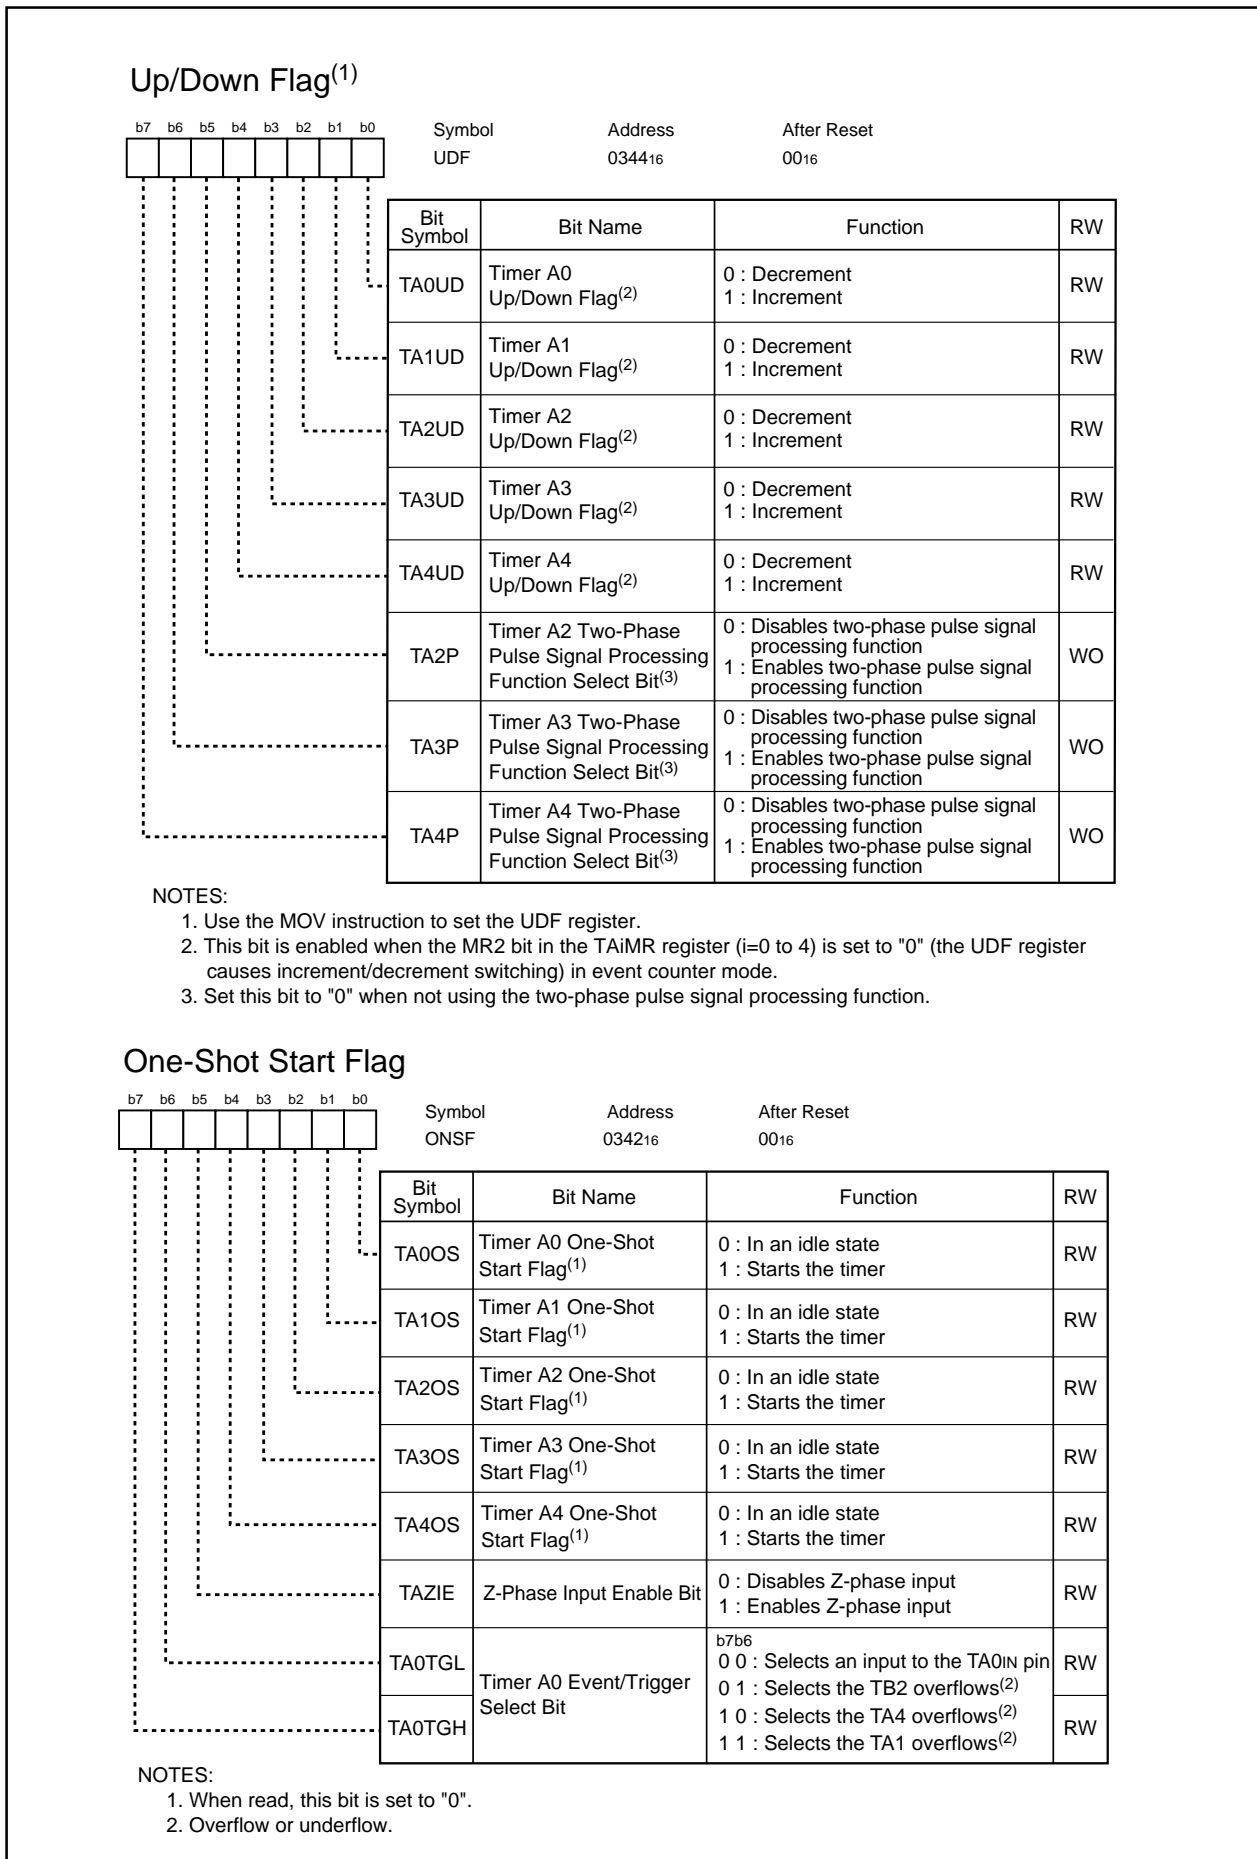 Up/Down Flag(1)
b7 b6 b5 b4 b3 b2 b1 b0
Symbol Address After Reset
UDF 034416 0016
Bit Symbol Bit Name Function RW
TA0UD Timer A0 Up/Down Flag(2) 0 : Decrement 1 : Increment RW
TA1UD Timer A1 Up/Down Flag(2) 0 : Decrement 1 : Increment RW
TA2UD Timer A2 Up/Down Flag(2) 0 : Decrement 1 : Increment RW
TA3UD Timer A3 Up/Down Flag(2) 0 : Decrement 1 : Increment RW
TA4UD Timer A4 Up/Down Flag(2) 0 : Decrement 1 : Increment RW
TA2P Timer A2 Two-Phase Pulse Signal Processing Function Select Bit(3) 0 : Disables two-phase pulse signal processing function 1 : Enables two-phase pulse signal processing function WO
TA3P Timer A3 Two-Phase Pulse Signal Processing Function Select Bit(3) 0 : Disables two-phase pulse signal processing function 1 : Enables two-phase pulse signal processing function WO
TA4P Timer A4 Two-Phase Pulse Signal Processing Function Select Bit(3) 0 : Disables two-phase pulse signal processing function 1 : Enables two-phase pulse signal processing function WO
NOTES:
1. Use the MOV instruction to set the UDF register.
2. This bit is enabled when the MR2 bit in the TAiMR register (i=0 to 4) is set to "0" (the UDF register
causes increment/decrement switching) in event counter mode.
3. Set this bit to "0" when not using the two-phase pulse signal processing function.
One-Shot Start Flag
b7 b6 b5 b4 b3 b2 b1 b0
Symbol Address After Reset
ONSF 034216 0016
Bit Symbol Bit Name Function RW
TA0OS Timer A0 One-Shot Start Flag(1) 0 : In an idle state 1 : Starts the timer RW
TA1OS Timer A1 One-Shot Start Flag(1) 0 : In an idle state 1 : Starts the timer RW
TA2OS Timer A2 One-Shot Start Flag(1) 0 : In an idle state 1 : Starts the timer RW
TA3OS Timer A3 One-Shot Start Flag(1) 0 : In an idle state 1 : Starts the timer RW
TA4OS Timer A4 One-Shot Start Flag(1) 0 : In an idle state 1 : Starts the timer RW
TAZIE Z-Phase Input Enable Bit 0 : Disables Z-phase input 1 : Enables Z-phase input RW
TA0TGL Timer A0 Event/Trigger Select Bit b7b6
0 0 : Selects an input to the TA0IN pin RW
0 1 : Selects the TB2 overflows(2)
TA0TGH 1 0 : Selects the TA4 overflows(2) RW
1 1 : Selects the TA1 overflows(2)
NOTES:
1. When read, this bit is set to "0".
2. Overflow or underflow.